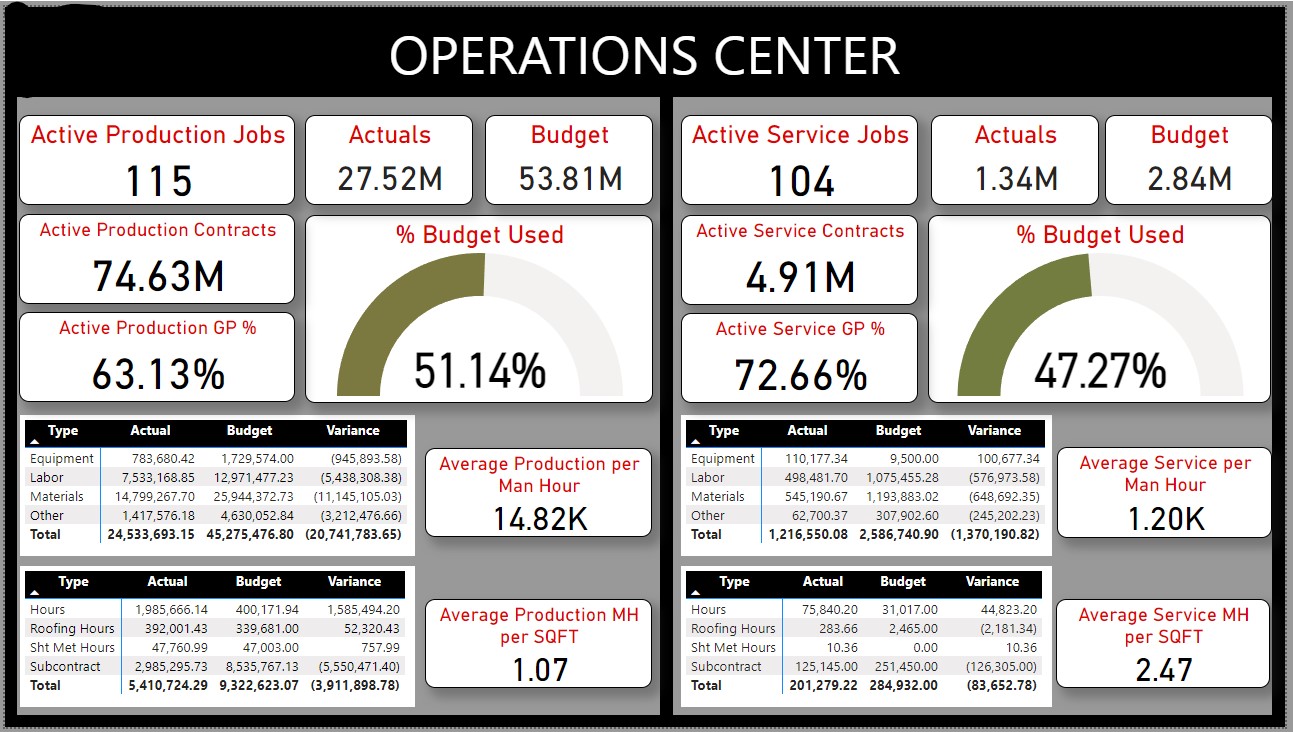 OPERATIONS CENTER
Active Production Jobs
115
Actuals
27.52M
Budget
53.81M
Active Production Contracts
74.63M
Active Production GP %
63.13%
% Budget Used
51.14%
Type Actual Budget Variance
Equipment 783,680.42 1,729,574.00 (945,893.58)
Labor 7,533,168.85 12,971,477.23 (5,438,308.38)
Materials 14,799,267.70 25,944,372.73 (11,145,105.03)
Other 1,417,576.18 4,630,052.84 (3,212,476.66)
Total 24,533,693.15 45,275,476.80 (20,741,783.65)
Average Production per
Man Hour
14.82K
Type Actual Budget Variance
Hours 1,985,666.14 400,171.94 1,585,494.20
Roofing Hours 392,001.43 339,681.00 52,320.43
Sht Met Hours 47,760.99 47,003.00 757.99
Subcontract 2,985,295.73 8,535,767.13 (5,550,471.40)
Total 5,410,724.29 9,322,623.07 (3,911,898.78)
Average Production MH
per SQFT
1.07
Active Service Jobs
104
Actuals
1.34M
Budget
2.84M
Active Service Contracts
4.91M
Active Service GP %
72.66%
% Budget Used
47.27%
Type Actual Budget Variance
Equipment 110,177.34 9,500.00 100,677.34
Labor 498,481.70 1,075,455.28 (576,973.58)
Materials 545,190.67 1,193,883.02 (648,692.35)
Other 62,700.37 307,902.60 (245,202.23)
Total 1,216,550.08 2,586,740.90 (1,370,190.82)
Average Service per
Man Hour
1.20K
Type Actual Budget Variance
Hours 75,840.20 31,017.00 44,823.20
Roofing Hours 283.66 2,465.00 (2,181.34)
Sht Met Hours 10.36 0.00 10.36
Subcontract 125,145.00 251,450.00 (126,305.00)
Total 201,279.22 284,932.00 (83,652.78)
Average Service MH
per SQFT
2.47